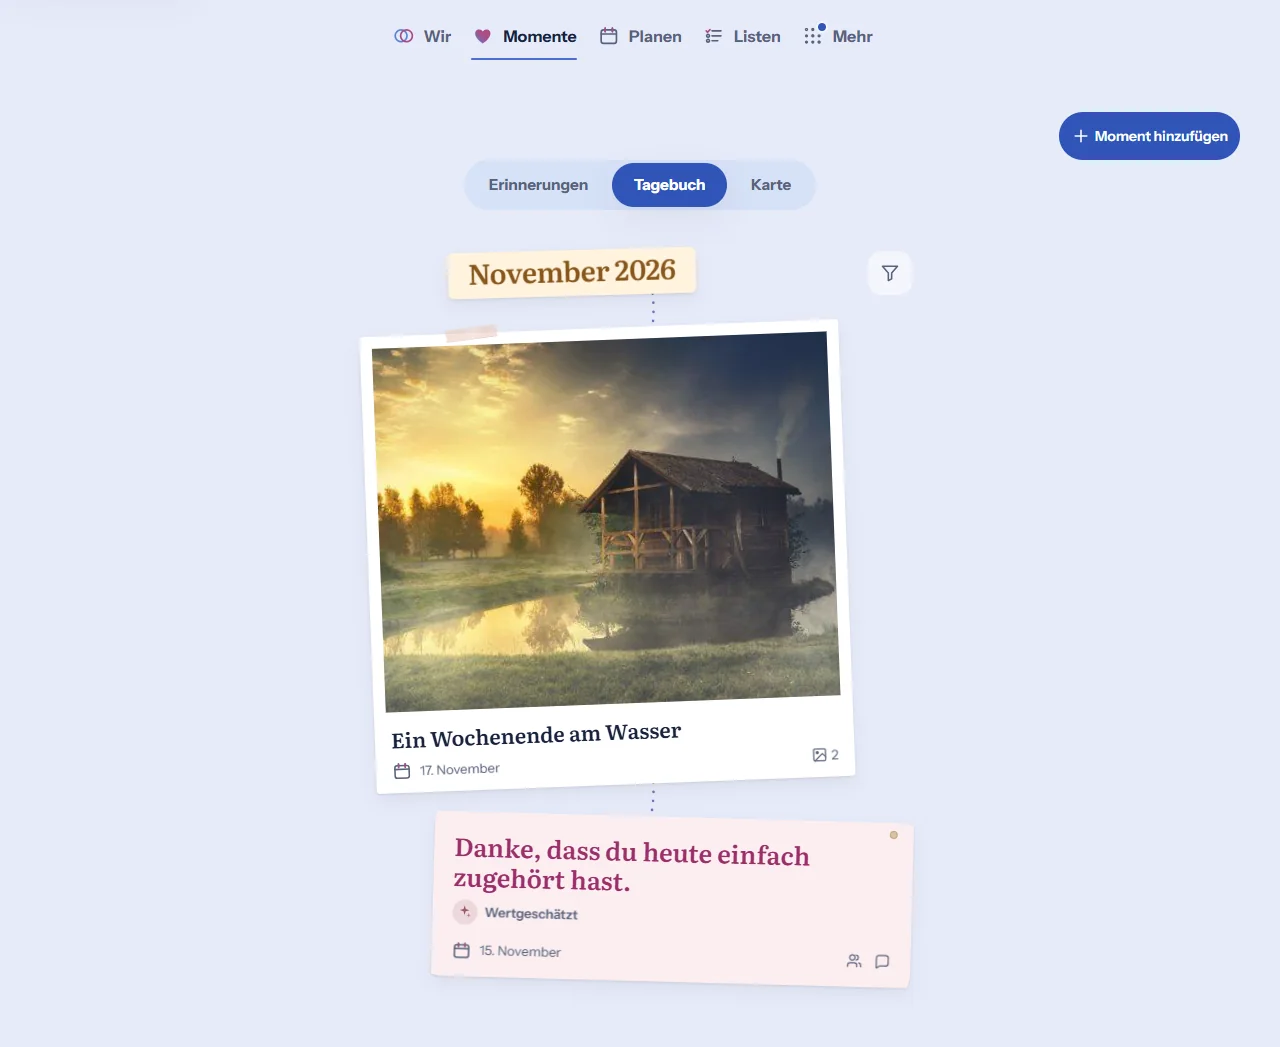 Wir
Momente
Planen
Listen
Mehr
Moment hinzufügen
Erinnerungen
Tagebuch
Karte
November 2026
Ein Wochenende am Wasser
17. November
2
Danke, dass du heute einfach
zugehört hast.
Wertgeschätzt
15. November